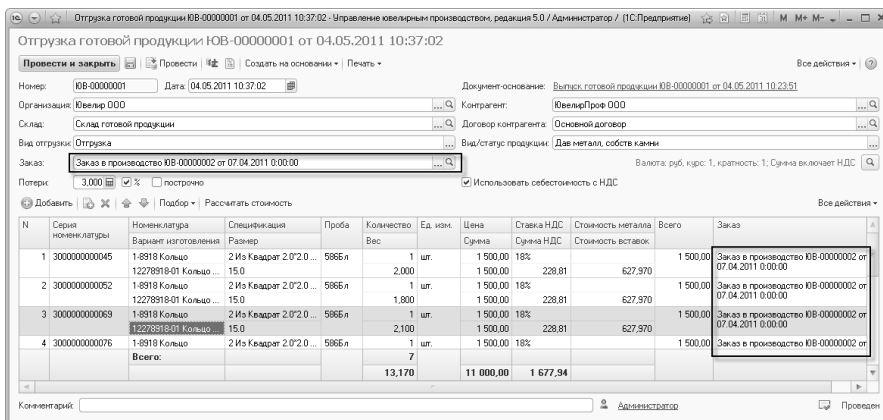 Отгрузка готовой продукции ЮВ-00000001 от 04.05.2011 10:37:02 - Управление ювелирным производством, редакция 5.0 / Администратор / (1С:Предприятие) M M+ M-
Отгрузка готовой продукции ЮВ-00000001 от 04.05.2011 10:37:02
Провести и закрыть Провести Создать на основании Печать Все действия
Номер: ЮВ-00000001 Дата: 04.05.2011 10:37:02 Документ-основание: Выпуск готовой продукции ЮВ-00000001 от 04.05.2011 10:23:51
Организация: Ювелир ООО ... Контрагент: ЮвелирПроф ООО ...
Склад: Склад готовой продукции ... Договор контрагента: Основной договор ...
Вид отгрузки: Отгрузка ... Вид/статус продукции: Дав металл, собств камни ...
Заказ: Заказ в производство ЮВ-00000002 от 07.04.2011 0:00:00 ... Валюта: руб, курс: 1, кратность: 1; Сумма включает НДС
Потери: 3,000 % построчно Использовать себестоимость с НДС
Добавить Подбор Рассчитать стоимость Все действия
N Серия номенклатуры Номенклатура Спецификация Проба Количество Ед. изм. Цена Ставка НДС Стоимость металла Всего Заказ
Вариант изготовления Размер Вес Сумма Сумма НДС Стоимость вставок
1 3000000000045 1-8918 Кольцо 2 Из Квадрат 2.0*2.0 ... 586Бл 1 шт. 1 500,00 18% 1 500,00 Заказ в производство ЮВ-00000002 от
12278918-01 Кольцо ... 15.0 2,000 1 500,00 228,81 627,970 07.04.2011 0:00:00
2 3000000000052 1-8918 Кольцо 2 Из Квадрат 2.0*2.0 ... 586Бл 1 шт. 1 500,00 18% 1 500,00 Заказ в производство ЮВ-00000002 от
12278918-01 Кольцо ... 15.0 1,800 1 500,00 228,81 627,970 07.04.2011 0:00:00
3 3000000000069 1-8918 Кольцо 2 Из Квадрат 2.0*2.0 ... 586Бл 1 шт. 1 500,00 18% 1 500,00 Заказ в производство ЮВ-00000002 от
12278918-01 Кольцо ... 15.0 2,100 1 500,00 228,81 627,970 07.04.2011 0:00:00
4 3000000000076 1-8918 Кольцо 2 Из Квадрат 2.0*2.0 ... 586Бл 1 шт. 1 500,00 18% 1 500,00 Заказ в производство ЮВ-00000002 от
Всего: 7
13,170 11 000,00 1 677,94
Комментарий: Администратор Проведен